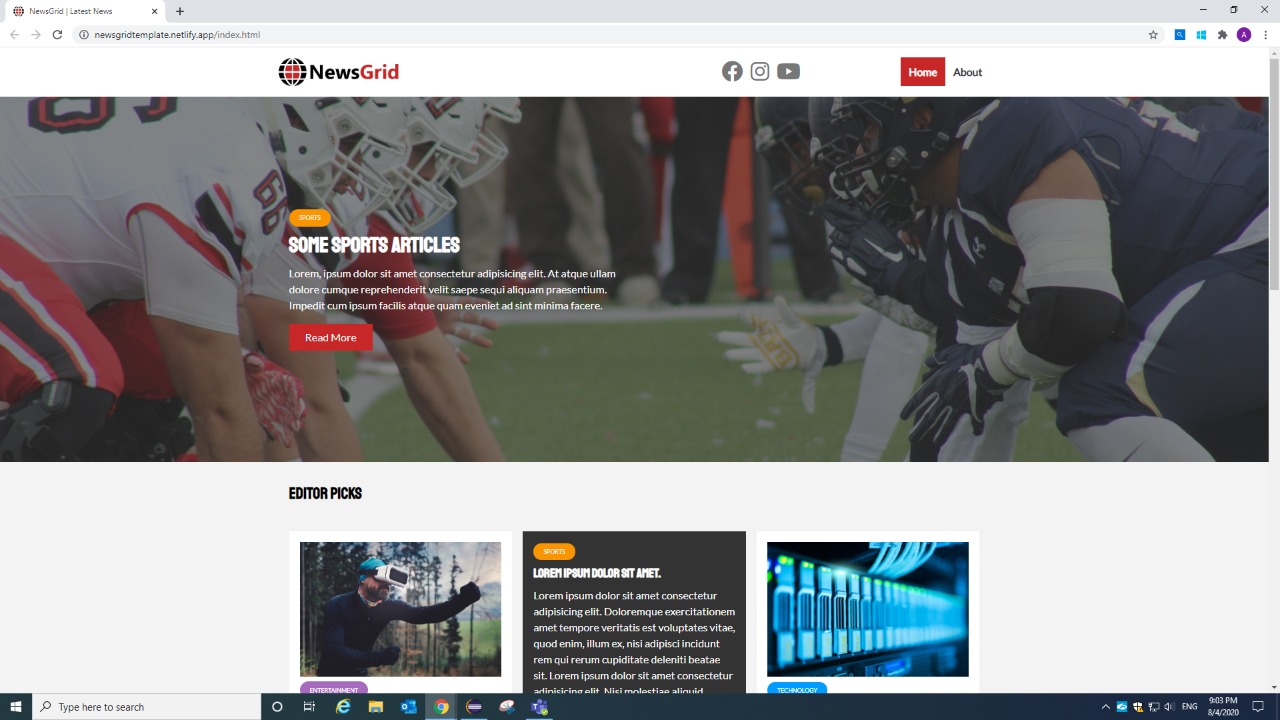 NewsGrid | Latest News
newsgridtemplate.netlify.app/index.html
A
NewsGrid
Home
About
SPORTS
SOME SPORTS ARTICLES
Lorem, ipsum dolor sit amet consectetur adipisicing elit. At atque ullam
dolore cumque reprehenderit velit saepe sequi aliquam praesentium.
Impedit cum ipsum facilis atque quam eveniet ad sint minima facere.
Read More
EDITOR PICKS
ENTERTAINMENT
SPORTS
LOREM IPSUM DOLOR SIT AMET.
Lorem ipsum dolor sit amet consectetur
adipisicing elit. Doloremque exercitationem
amet tempore veritatis est voluptates vitae,
quod enim, illum ex, nisi adipisci incidunt
rem qui rerum cupiditate deleniti beatae
sit. Lorem ipsum dolor sit amet consectetur
adipisicing elit. Nisi molestiae aliquid
TECHNOLOGY
Type here to search
ENG
9:03 PM
8/4/2020